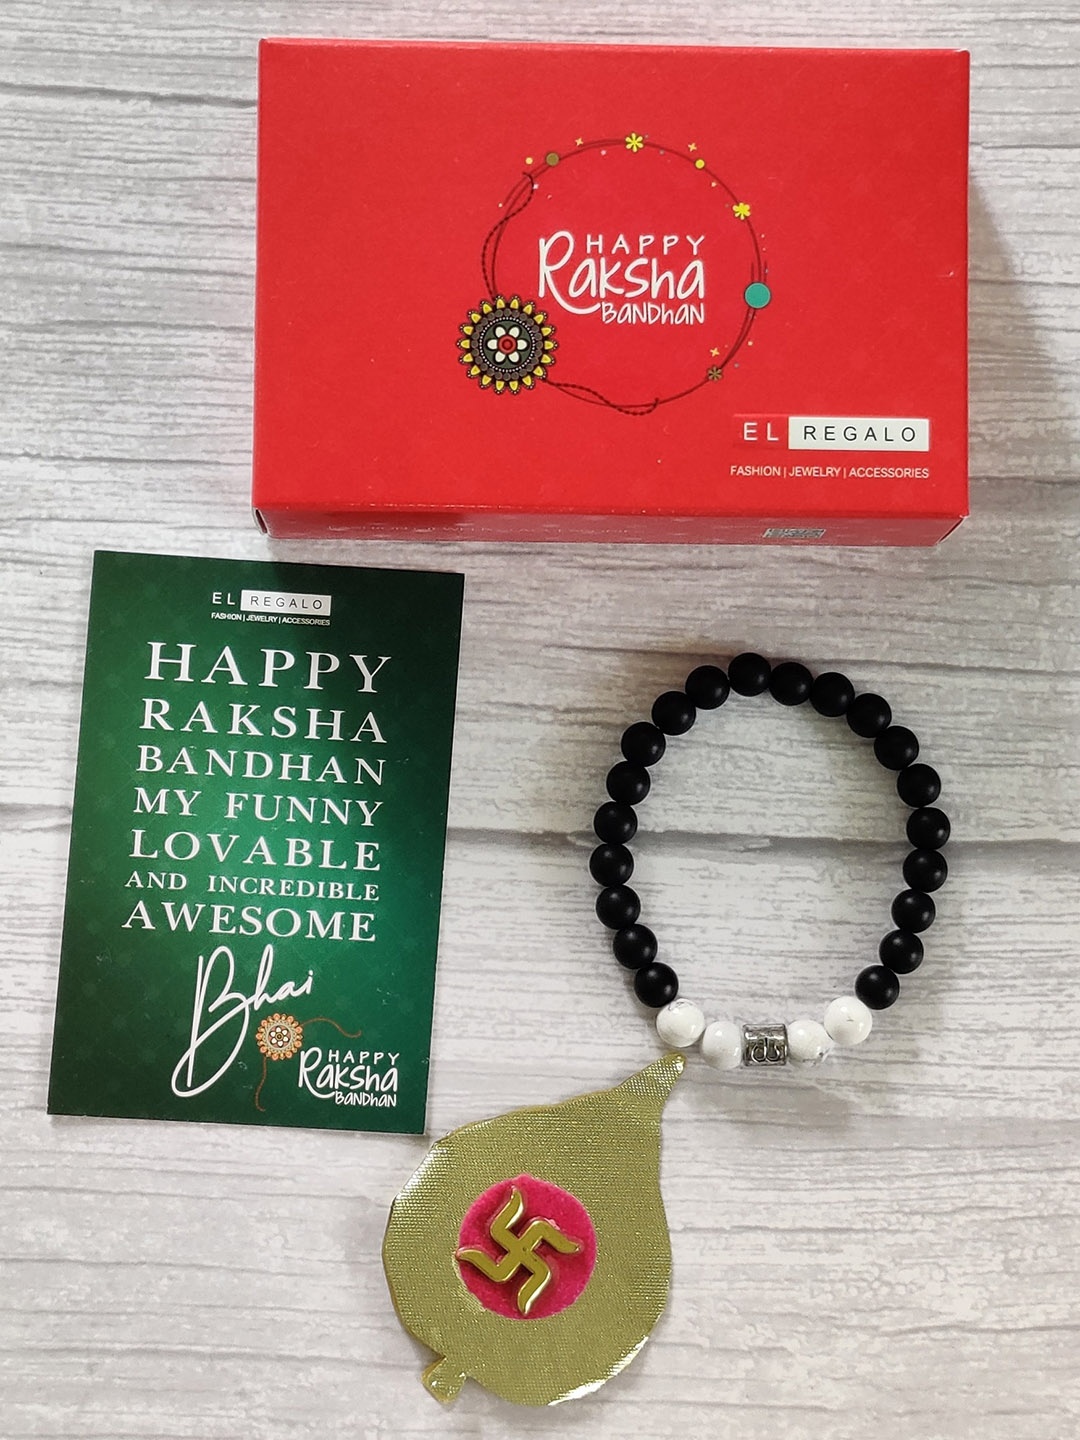 HAPPY
Raksha
BANDHAN
EL REGALO
FASHION | JEWELRY | ACCESSORIES
EL REGALO
FASHION | JEWELRY | ACCESSORIES
HAPPY
RAKSHA
BANDHAN
MY FUNNY
LOVABLE
AND INCREDIBLE
AWESOME
Bhai
HAPPY
Raksha
BANDHAN